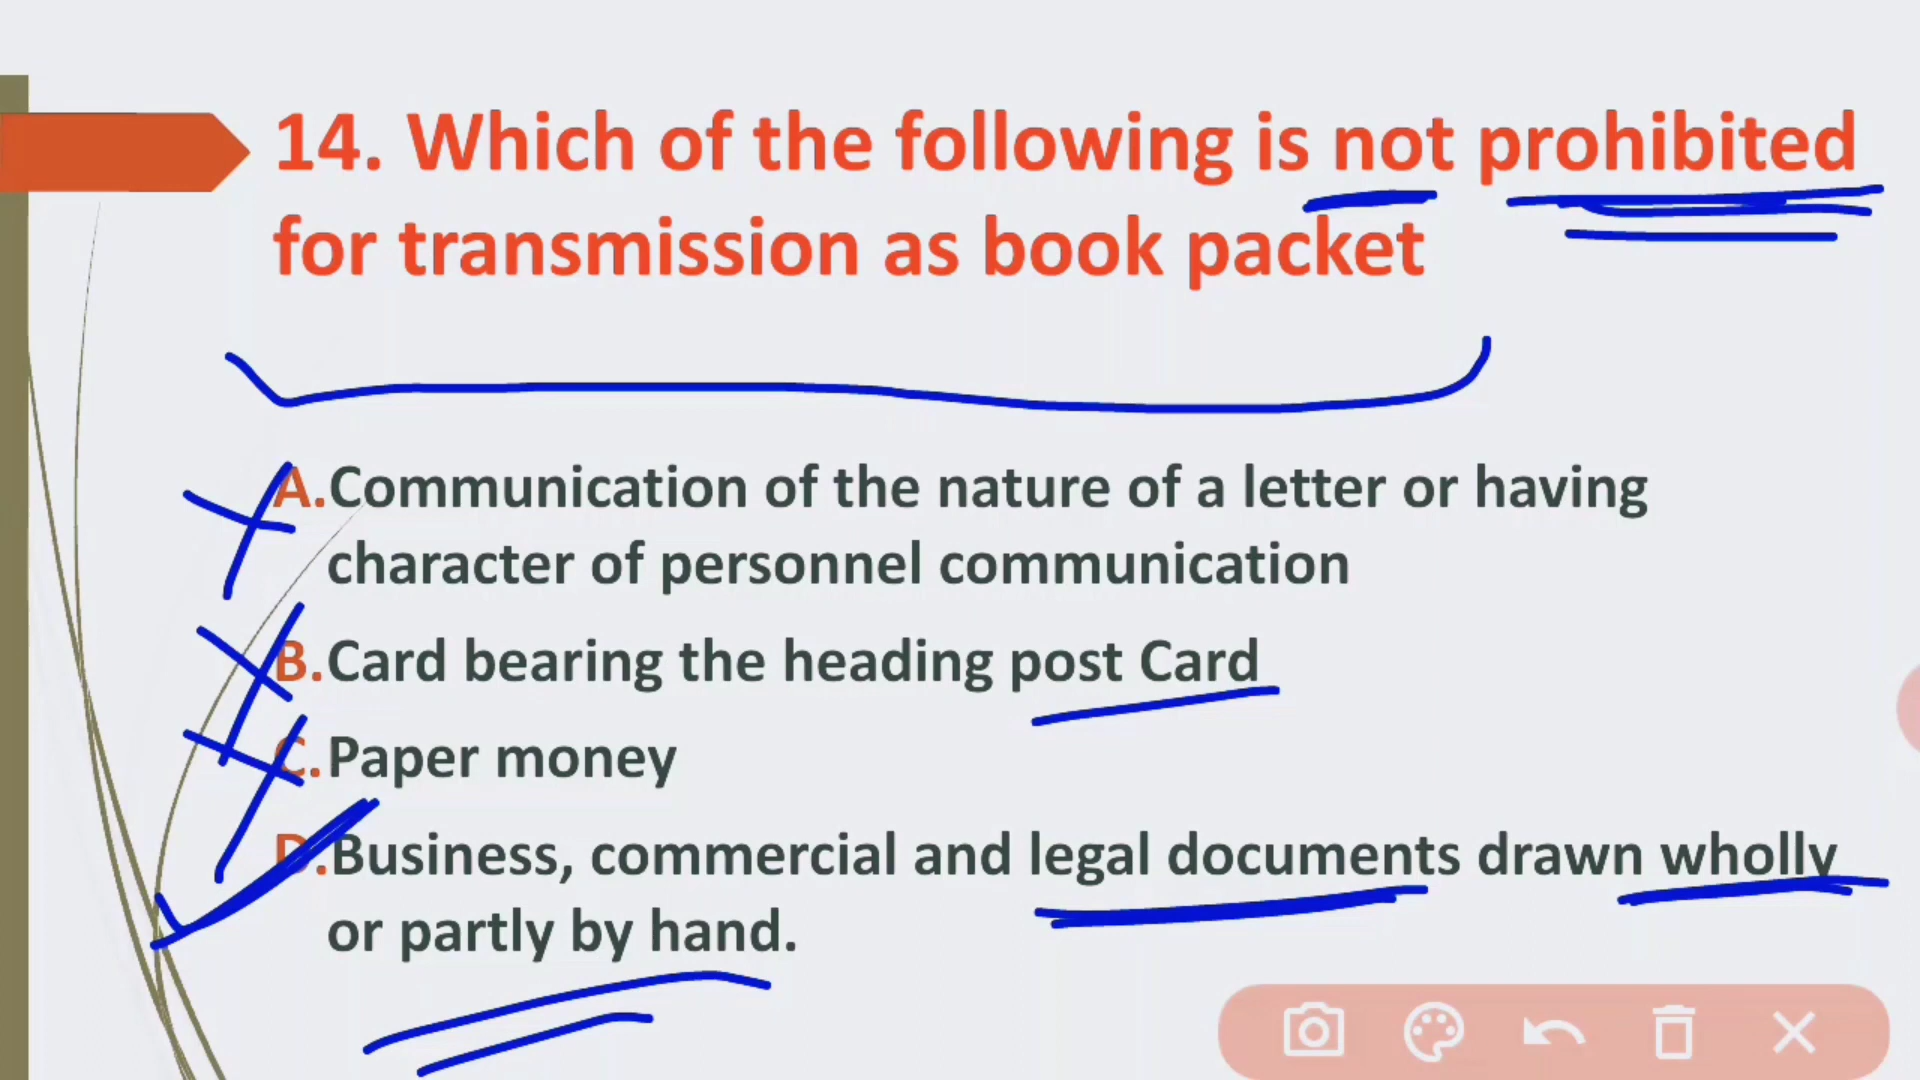 14. Which of the following is not prohibited
for transmission as book packet
A. Communication of the nature of a letter or having
character of personnel communication
B. Card bearing the heading post Card
C. Paper money
D. Business, commercial and legal documents drawn wholly
or partly by hand.